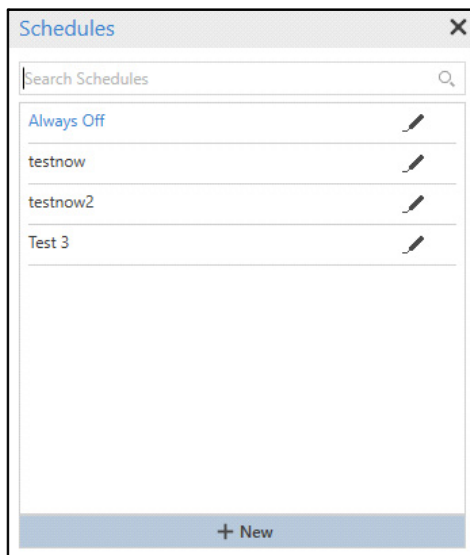 Schedules
Search Schedules
Always Off
testnow
testnow2
Test 3
+ New